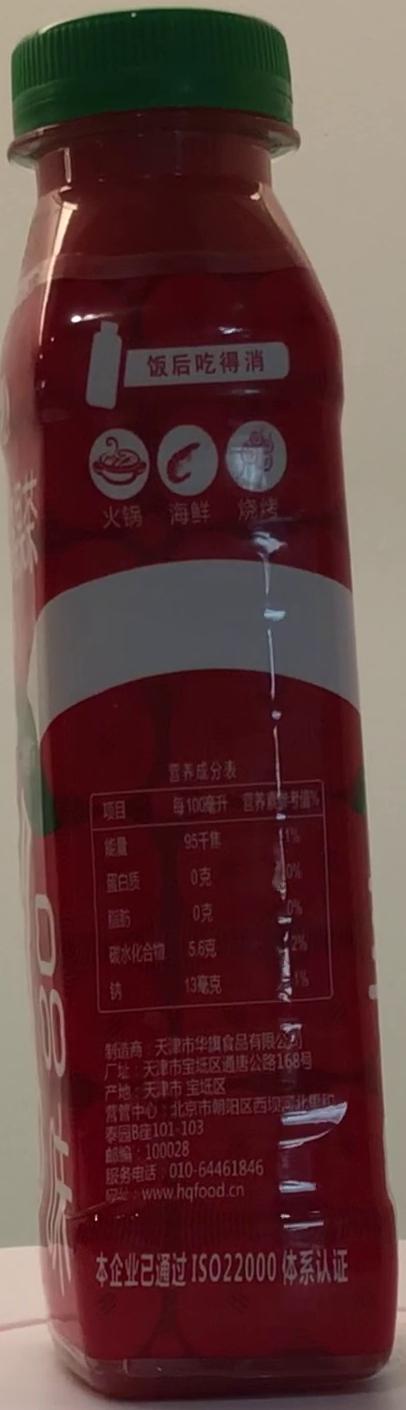 饭后吃得消
火锅 海鲜 烧烤
营养成分表
项目 每100毫升 营养素参考值%
能量 95千焦 1%
蛋白质 0克 0%
脂肪 0克 0%
碳水化合物 5.6克 2%
钠 13毫克 1%
制造商：天津市华旗食品有限公司
厂址：天津市宝坻区通唐公路168号
产地：天津市 宝坻区
营管中心：北京市朝阳区西坝河北里
泰园B座101-103
邮编：100028
服务电话：010-64461846
网址：www.hqfood.cn
本企业已通过ISO22000体系认证
品
味